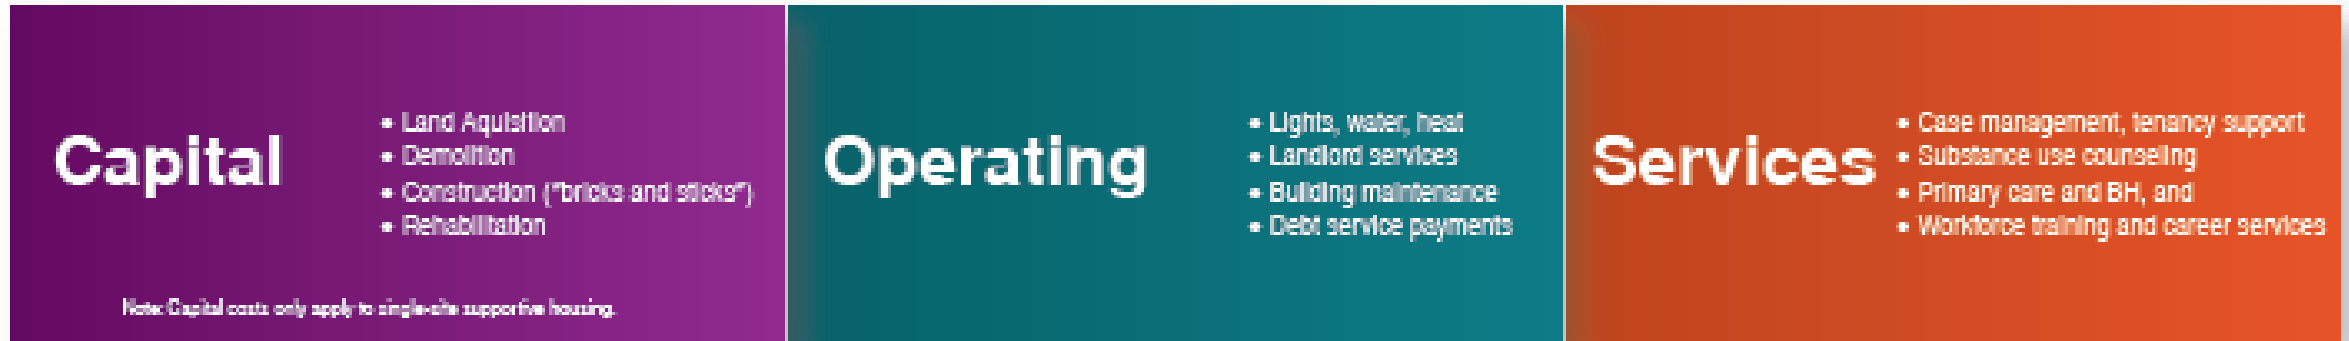 Capital
• Land Aquisition
• Demolition
• Construction ("bricks and sticks")
• Rehabilitation
Note: Capital costs only apply to single-site supportive housing.
Operating
• Lights, water, heat
• Landlord services
• Building maintenance
• Debt service payments
Services
• Case management, tenancy support
• Substance use counseling
• Primary care and BH, and
• Workforce training and career services